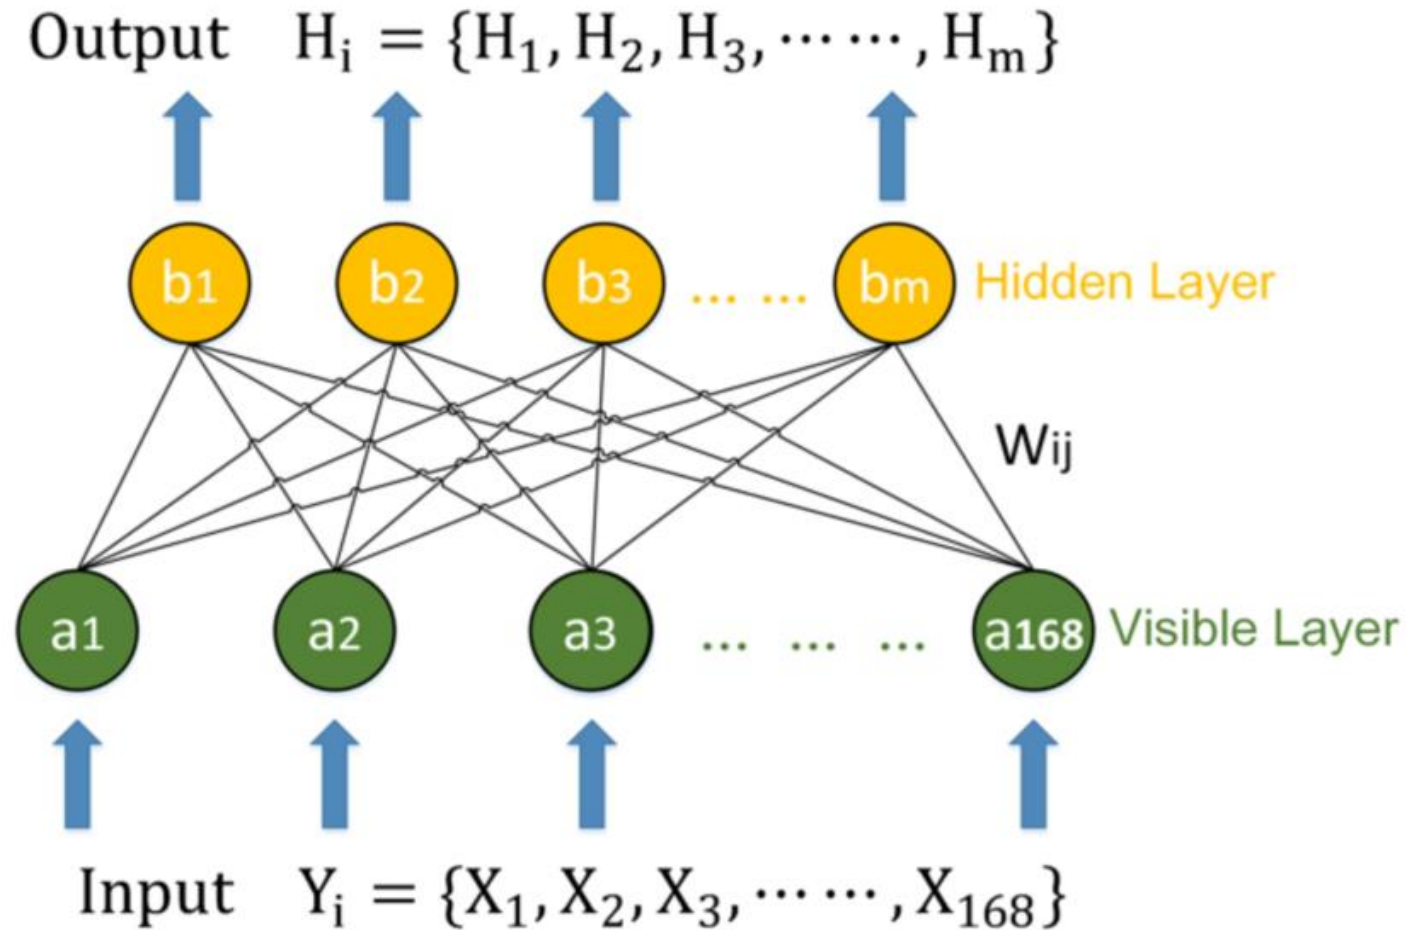 Output H_i = {H_1, H_2, H_3, ⋯⋯, H_m}
b1 b2 b3 ... ... bm Hidden Layer
Wij
a1 a2 a3 ... ... ... a168 Visible Layer
Input Y_i = {X_1, X_2, X_3, ⋯⋯, X_168}